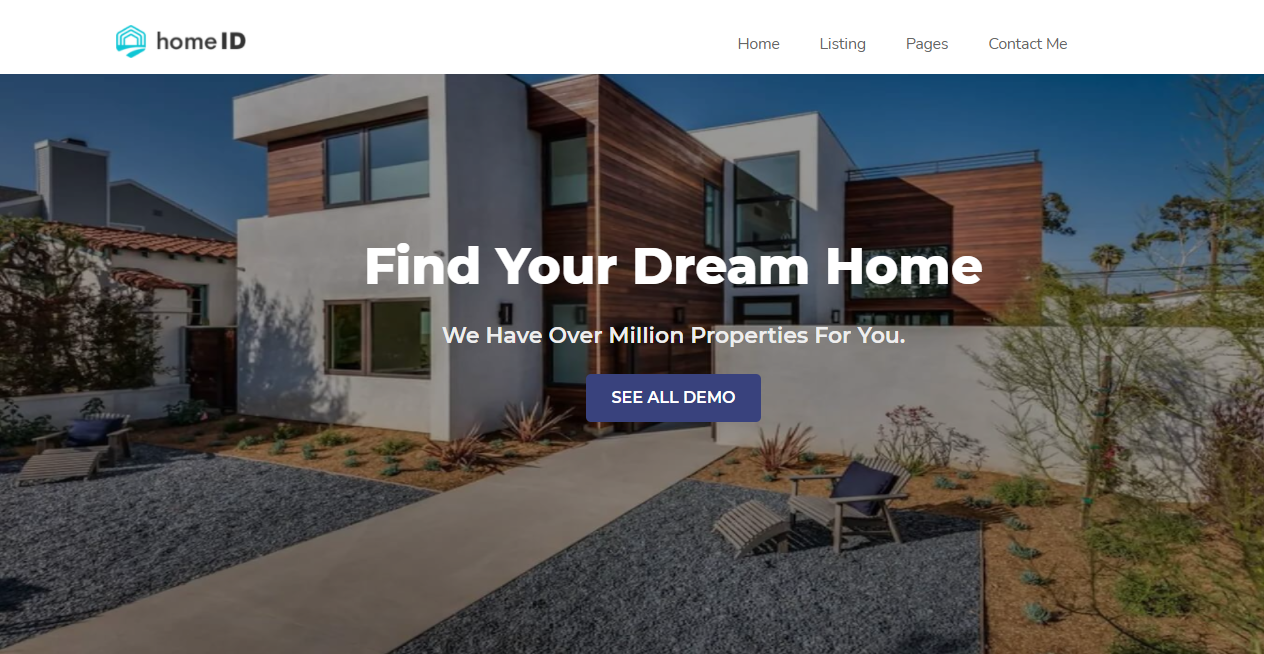 home ID
Home Listing Pages Contact Me
Find Your Dream Home
We Have Over Million Properties For You.
SEE ALL DEMO